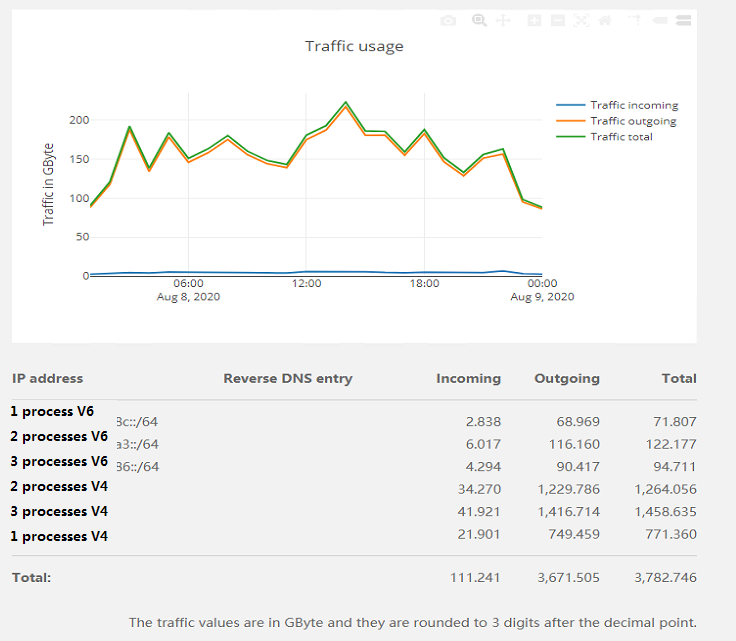 Traffic usage
Traffic incoming
Traffic outgoing
Traffic total
Traffic in GByte
200
150
100
50
0
06:00 12:00 18:00 00:00
Aug 8, 2020 Aug 9, 2020
IP address Reverse DNS entry Incoming Outgoing Total
1 process V6 3c::/64 2.838 68.969 71.807
2 processes V6 a3::/64 6.017 116.160 122.177
3 processes V6 36::/64 4.294 90.417 94.711
2 processes V4 34.270 1,229.786 1,264.056
3 processes V4 41.921 1,416.714 1,458.635
1 processes V4 21.901 749.459 771.360
Total: 111.241 3,671.505 3,782.746
The traffic values are in GByte and they are rounded to 3 digits after the decimal point.